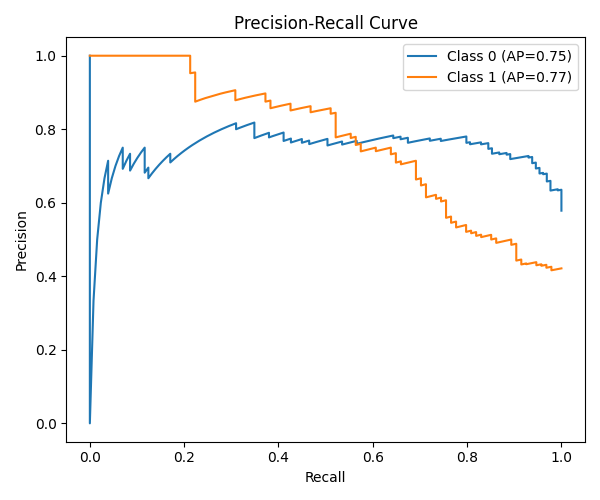 Precision-Recall Curve
Class 0 (AP=0.75)
Class 1 (AP=0.77)
1.0
0.8
0.6
0.4
0.2
0.0
Precision
0.0 0.2 0.4 0.6 0.8 1.0
Recall